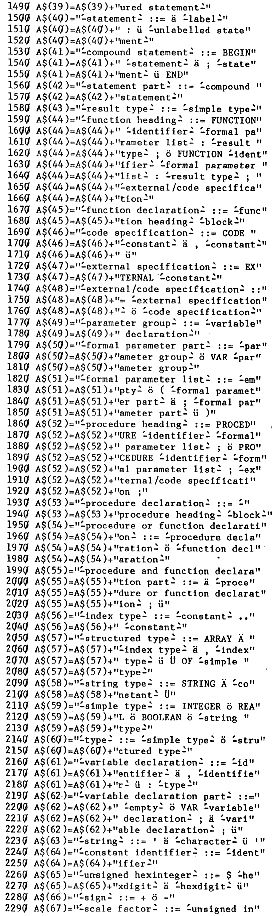 1490 A$(39)=A$(39)+"ured statement^"
1500 A$(40)="^statement^ ::= ä ^label^"
1510 A$(40)=A$(40)+" : ü ^unlabelled state"
1520 A$(40)=A$(40)+"ment^"
1530 A$(41)="^compound statement^ ::= BEGIN"
1540 A$(41)=A$(41)+" ^statement^ ä ; ^state"
1550 A$(41)=A$(41)+"ment^ ü END"
1560 A$(42)="^statement part^ ::= ^compound "
1570 A$(42)=A$(42)+"statement^"
1580 A$(43)="^result type^ ::= ^simple type^"
1590 A$(44)="^function heading^ ::= FUNCTION"
1600 A$(44)=A$(44)+" ^identifier^ ^formal pa"
1610 A$(44)=A$(44)+"rameter list^ : ^result "
1620 A$(44)=A$(44)+"type^ ; ö FUNCTION ^ident"
1630 A$(44)=A$(44)+"ifier^ ^formal parameter "
1640 A$(44)=A$(44)+"list^ : ^result type^ ; "
1650 A$(44)=A$(44)+"^external/code specifica"
1660 A$(44)=A$(44)+"tion^"
1670 A$(45)="^function declaration^ ::= ^func"
1680 A$(45)=A$(45)+"tion heading^ ^block^"
1690 A$(46)="^code specification^ ::= CODE "
1700 A$(46)=A$(46)+"^constant^ ä , ^constant^"
1710 A$(46)=A$(46)+" ü"
1720 A$(47)="^external specification^ ::= EX"
1730 A$(47)=A$(47)+"TERNAL ^constant^"
1740 A$(48)="^external/code specification^ ::"
1750 A$(48)=A$(48)+"= ^external specification"
1760 A$(48)=A$(48)+"^ ö ^code specification^"
1770 A$(49)="^parameter group^ ::= ^variable"
1780 A$(49)=A$(49)+" declaration^"
1790 A$(50)="^formal parameter part^ ::= ^par"
1800 A$(50)=A$(50)+"ameter group^ ö VAR ^par"
1810 A$(50)=A$(50)+"ameter group^"
1820 A$(51)="^formal parameter list^ ::= ^em"
1830 A$(51)=A$(51)+"pty^ ö ( ^formal paramet"
1840 A$(51)=A$(51)+"er part^ ä ; ^formal par"
1850 A$(51)=A$(51)+"ameter part^ ü )"
1860 A$(52)="^procedure heading^ ::= PROCED"
1870 A$(52)=A$(52)+"URE ^identifier^ ^formal"
1880 A$(52)=A$(52)+" parameter list^ ; ö PRO"
1890 A$(52)=A$(52)+"CEDURE ^identifier^ ^form"
1900 A$(52)=A$(52)+"al parameter list^ ; ^ex"
1910 A$(52)=A$(52)+"ternal/code specificati"
1920 A$(52)=A$(52)+"on ;"
1930 A$(53)="^procedure declaration^ ::= ^"
1940 A$(53)=A$(53)+"procedure heading^ ^block^"
1950 A$(54)="^procedure or function declarati"
1960 A$(54)=A$(54)+"on^ ::= ^procedure decla"
1970 A$(54)=A$(54)+"ration^ ö ^function decl"
1980 A$(54)=A$(54)+"aration^"
1990 A$(55)="^procedure and function declara"
2000 A$(55)=A$(55)+"tion part^ ::= ä ^proce"
2010 A$(55)=A$(55)+"dure or function declarat"
2020 A$(55)=A$(55)+"ion^ ; ü"
2030 A$(56)="^index type^ ::= ^constant^ .."
2040 A$(56)=A$(56)+" ^constant^"
2050 A$(57)="^structured type^ ::= ARRAY Ä "
2060 A$(57)=A$(57)+"^index type^ ä , ^index"
2070 A$(57)=A$(57)+" type^ ü Ü OF ^simple "
2080 A$(57)=A$(57)+"type^"
2090 A$(58)="^string type^ ::= STRING Ä ^co"
2100 A$(58)=A$(58)+"nstant^ Ü"
2110 A$(59)="^simple type^ ::= INTEGER ö REA"
2120 A$(59)=A$(59)+"L ö BOOLEAN ö ^string "
2130 A$(59)=A$(59)+"type^"
2140 A$(60)="^type^ ::= ^simple type^ ö ^stru"
2150 A$(60)=A$(60)+"ctured type^"
2160 A$(61)="^variable declaration^ ::= ^id"
2170 A$(61)=A$(61)+"entifier^ ä , ^identifie"
2180 A$(61)=A$(61)+"r^ ü : ^type^"
2190 A$(62)="^variable declaration part^ ::="
2200 A$(62)=A$(62)+" ^empty^ ö VAR ^variable"
2210 A$(62)=A$(62)+" declaration^ ; ä ^vari"
2220 A$(62)=A$(62)+"able declaration^ ; ü"
2230 A$(63)="^string^ ::= ' ä ^character^ ü '"
2240 A$(64)="^constant identifier^ ::= ^ident"
2250 A$(64)=A$(64)+"ifier^"
2260 A$(65)="^unsigned hexinteger^ ::= $ ^he"
2270 A$(65)=A$(65)+"xdigit^ ä ^hexdigit^ ü"
2280 A$(66)="^sign^ ::= + ö -"
2290 A$(67)="^scale factor^ ::= ^unsigned in"